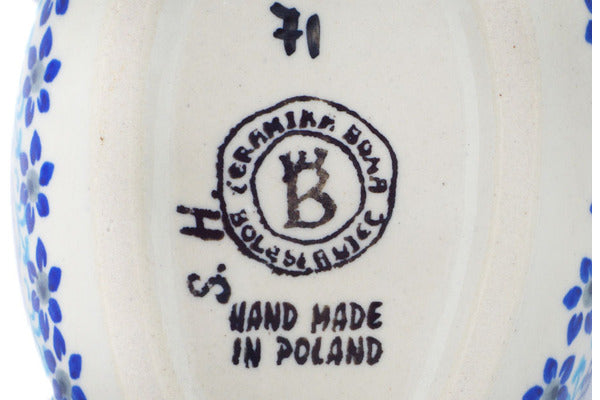 71
CERAMIKA BONA
B
BOLESŁAWIEC
S.H.
HAND MADE
IN POLAND